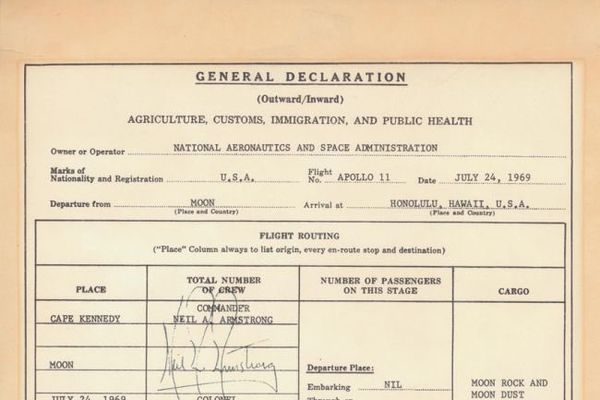 GENERAL DECLARATION
(Outward/Inward)
AGRICULTURE, CUSTOMS, IMMIGRATION, AND PUBLIC HEALTH
Owner or Operator NATIONAL AERONAUTICS AND SPACE ADMINISTRATION
Marks of
Nationality and Registration U.S.A. Flight No. APOLLO 11 Date JULY 24, 1969
Departure from MOON Arrival at HONOLULU, HAWAII, U.S.A.
(Place and Country) (Place and Country)
FLIGHT ROUTING
("Place" Column always to list origin, every en-route stop and destination)
PLACE
TOTAL NUMBER
OF CREW
NUMBER OF PASSENGERS
ON THIS STAGE
CARGO
CAPE KENNEDY
COMMANDER
NEIL A. ARMSTRONG
Neil A. Armstrong
MOON
Departure Place:
Embarking NIL
MOON ROCK AND
MOON DUST
JULY 24, 1969
COLONEL
Through on